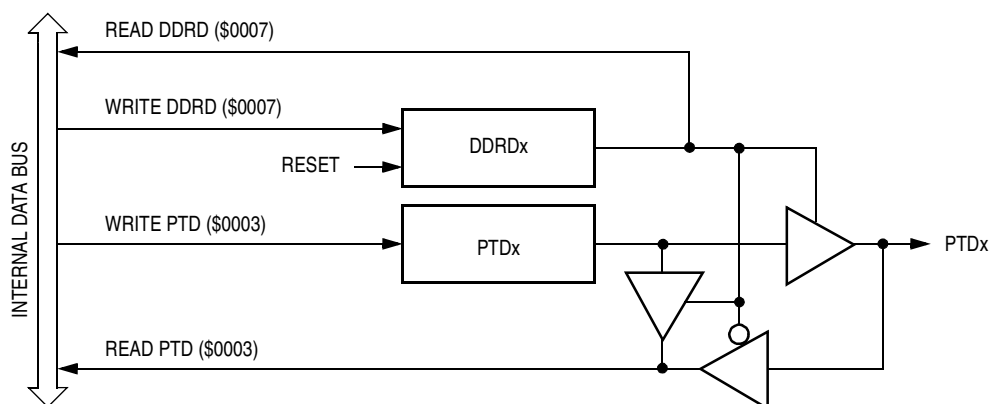 READ DDRD ($0007)
WRITE DDRD ($0007)
DDRDx
RESET
INTERNAL DATA BUS
WRITE PTD ($0003)
PTDx
PTDx
READ PTD ($0003)